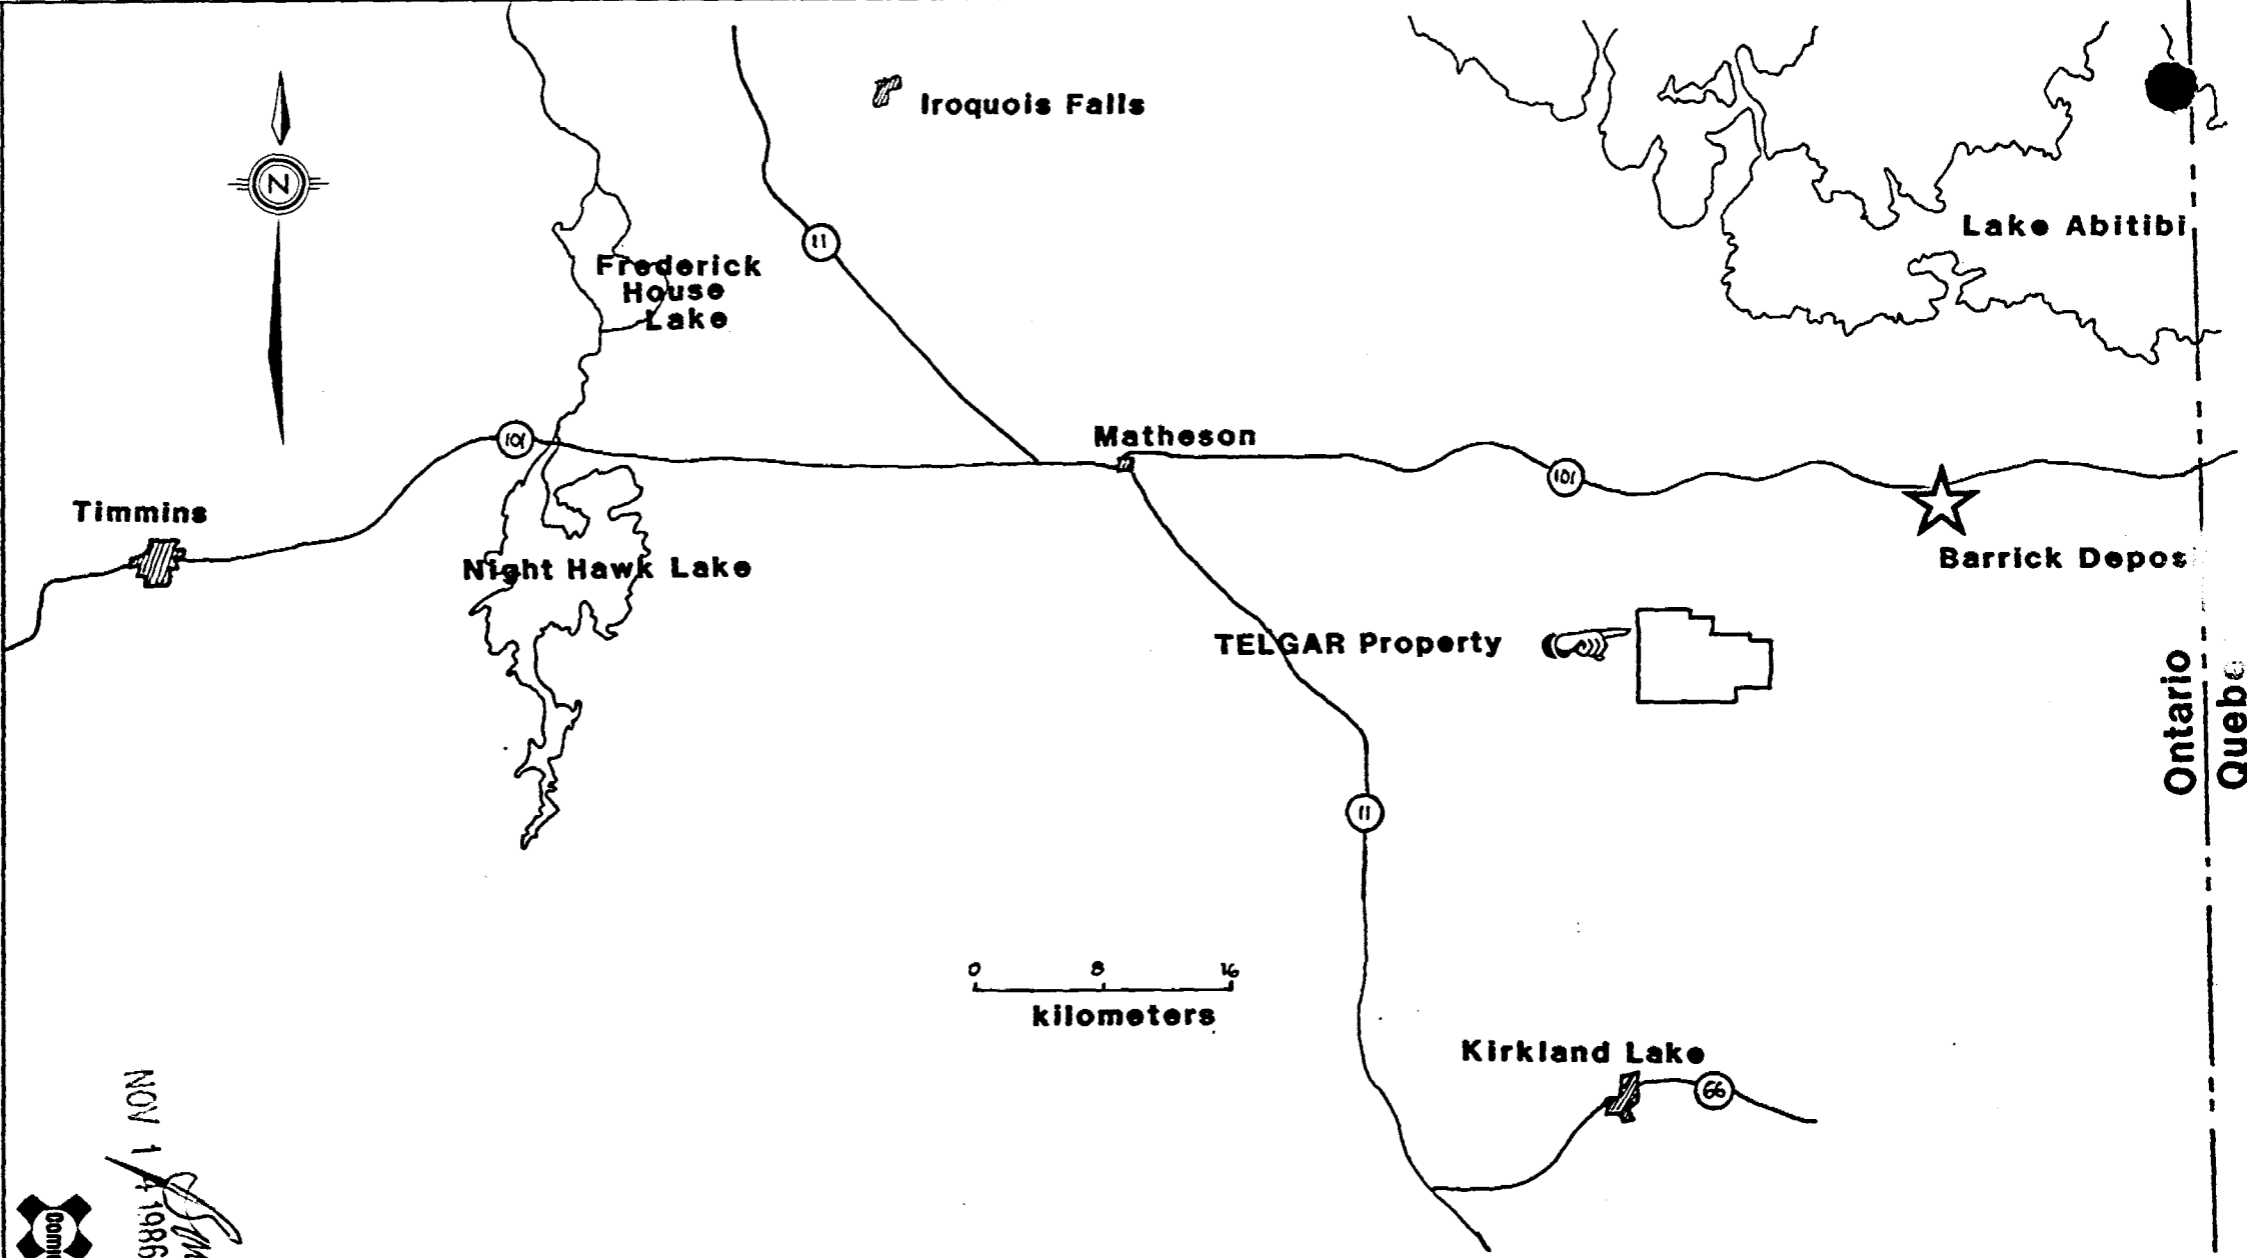 Iroquois Falls
N
11
Lake Abitibi
Frederick
House
Lake
Matheson
101
101
Timmins
Night Hawk Lake
Barrick Depos
TELGAR Property
Ontario
Quebe
11
0 8 16
kilometers
Kirkland Lake
66
NOV 14 1986